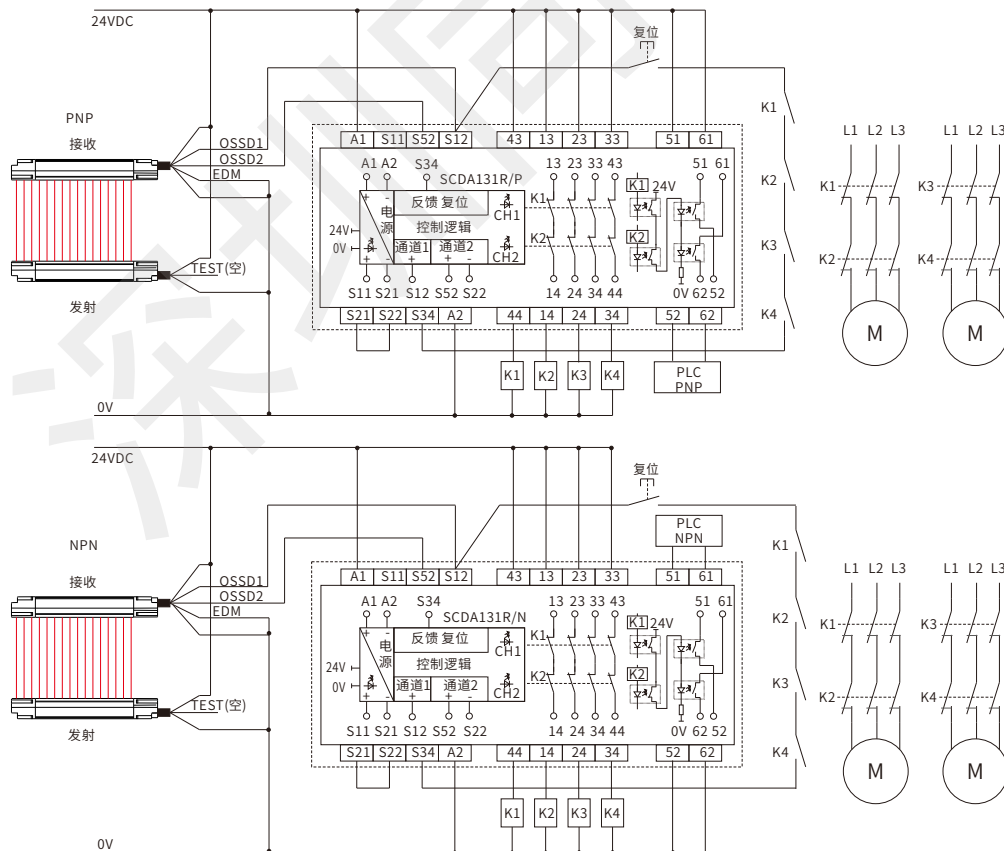 24VDC
复位
PNP
接收
OSSD1
OSSD2
EDM
TEST(空)
发射
0V
A1 S11 S52 S12 43 13 23 33 51 61
A1 A2 S34 13 23 33 43 51 61
SCDA131R/P
反馈 复位
控制逻辑
通道1 通道2
电源
+ -
24V
0V
+ - + -
CH1
CH2
K1
K2
K1 24V
K2
S11 S21 S12 S52 S22 14 24 34 44 0V 62 52
S21 S22 S34 A2 44 14 24 34 52 62
K1 K2 K3 K4
PLC
PNP
K1
K2
K3
K4
L1 L2 L3 L1 L2 L3
K1 K3
K2 K4
M M
24VDC
复位
PLC
NPN
NPN
接收
OSSD1
OSSD2
EDM
TEST(空)
发射
0V
A1 S11 S52 S12 43 13 23 33 51 61
A1 A2 S34 13 23 33 43 51 61
SCDA131R/N
反馈 复位
控制逻辑
通道1 通道2
电源
+ -
24V
0V
+ - + -
CH1
CH2
K1
K2
K1 24V
K2
S11 S21 S12 S52 S22 14 24 34 44 0V 62 52
S21 S22 S34 A2 44 14 24 34 52 62
K1 K2 K3 K4
K1
K2
K3
K4
L1 L2 L3 L1 L2 L3
K1 K3
K2 K4
M M
深圳同